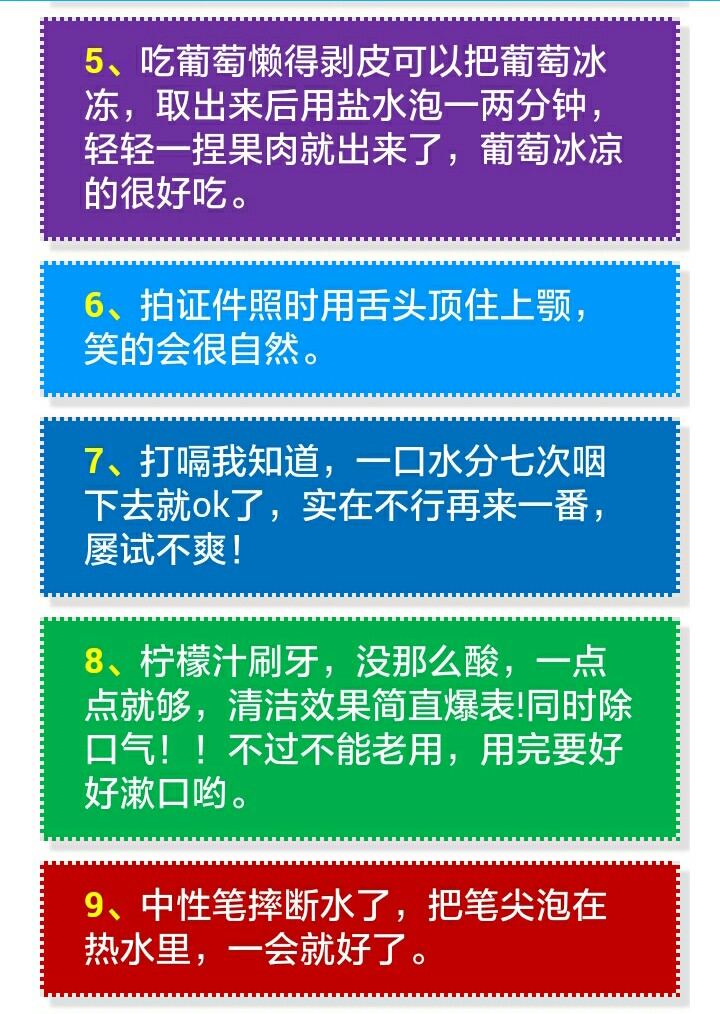 5、吃葡萄懒得剥皮可以把葡萄冰
冻，取出来后用盐水泡一两分钟，
轻轻一捏果肉就出来了，葡萄冰凉
的很好吃。
6、拍证件照时用舌头顶住上颚，
笑的会很自然。
7、打嗝我知道，一口水分七次咽
下去就ok了，实在不行再来一番，
屡试不爽！
8、柠檬汁刷牙，没那么酸，一点
点就够，清洁效果简直爆表!同时除
口气！！不过不能老用，用完要好
好漱口哟。
9、中性笔摔断水了，把笔尖泡在
热水里，一会就好了。